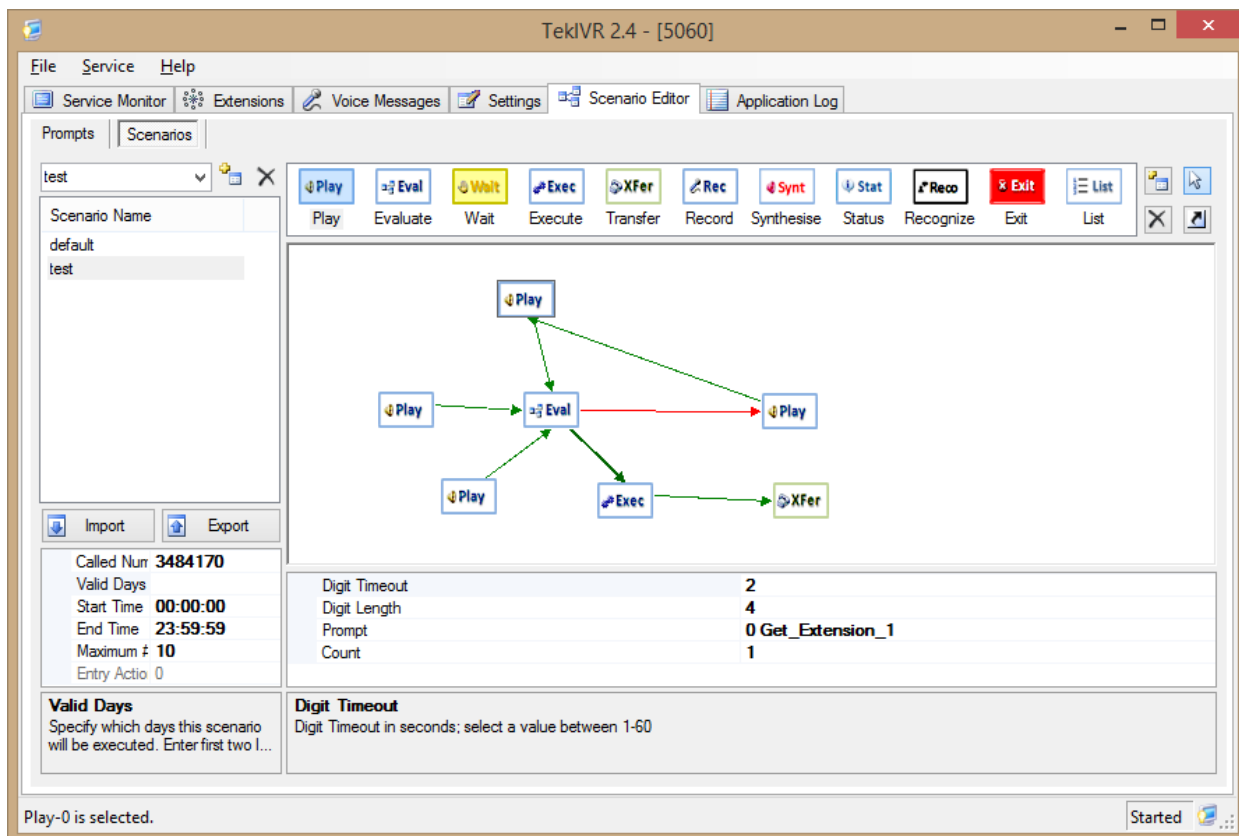 TekIVR 2.4 - [5060]
File Service Help
Service Monitor Extensions Voice Messages Settings Scenario Editor Application Log
Prompts Scenarios
test
Play Eval Wait Exec XFer Rec Synt Stat Reco Exit List
Play Evaluate Wait Execute Transfer Record Synthesise Status Recognize Exit List
Scenario Name
default
test
Play
Play Eval Play
Play Exec XFer
Import Export
Called Num 3484170
Valid Days
Start Time 00:00:00
End Time 23:59:59
Maximum # 10
Entry Actio 0
Digit Timeout 2
Digit Length 4
Prompt 0 Get_Extension_1
Count 1
Valid Days
Specify which days this scenario
will be executed. Enter first two l...
Digit Timeout
Digit Timeout in seconds; select a value between 1-60
Play-0 is selected.
Started